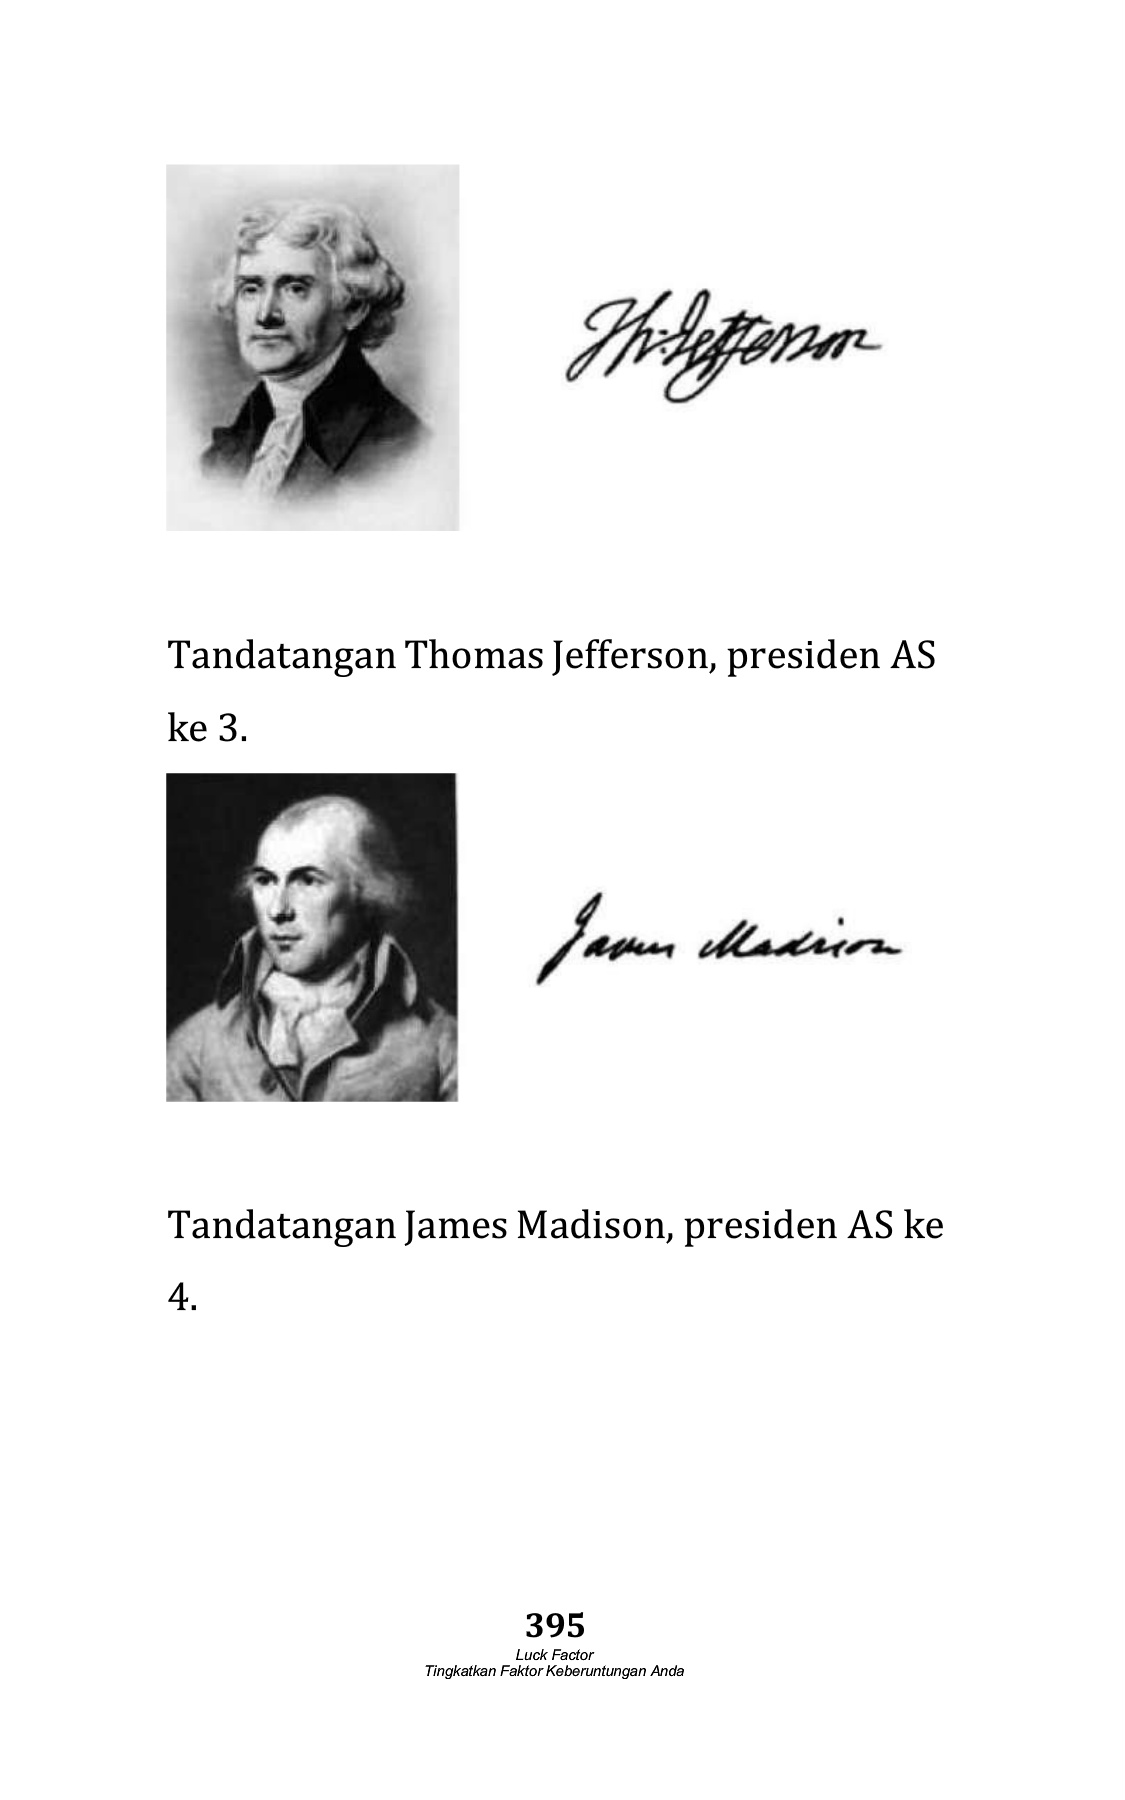 Th: Jefferson
Tandatangan Thomas Jefferson, presiden AS
ke 3.
James Madison
Tandatangan James Madison, presiden AS ke
4.
395
Luck Factor
Tingkatkan Faktor Keberuntungan Anda